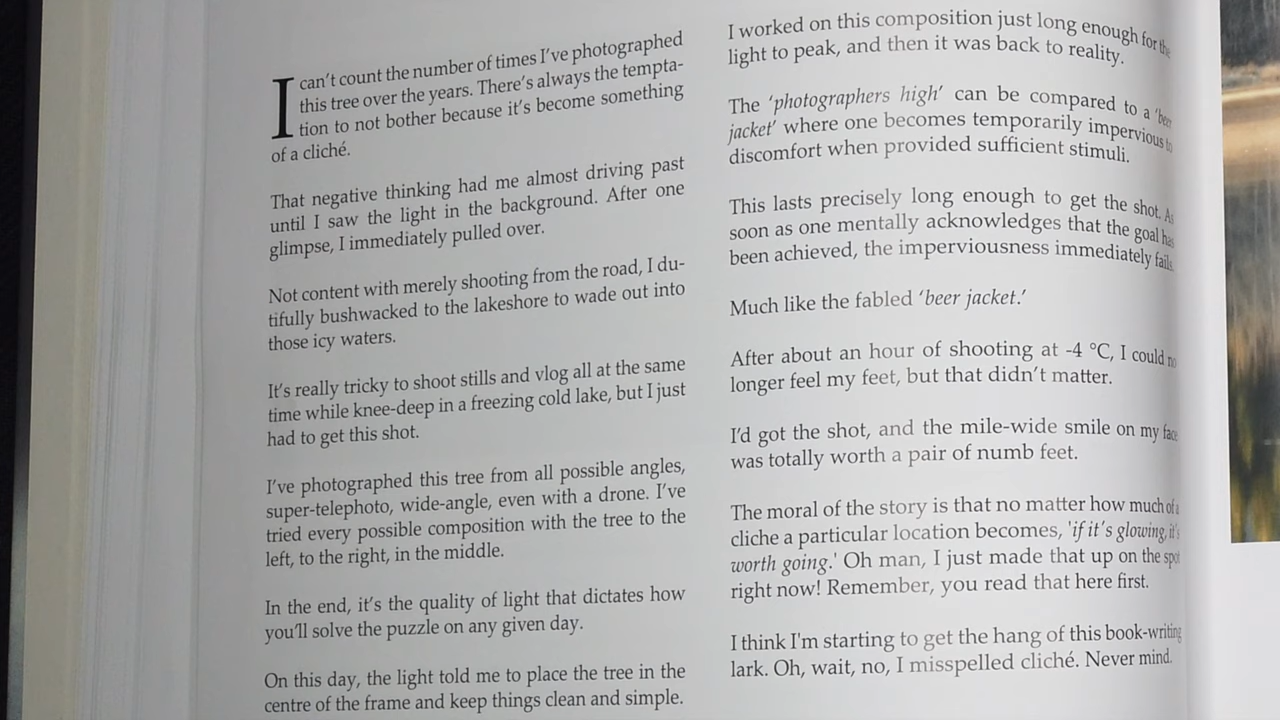 I can't count the number of times I've photographed
this tree over the years. There's always the tempta-
tion to not bother because it's become something
of a cliché.
That negative thinking had me almost driving past
until I saw the light in the background. After one
glimpse, I immediately pulled over.
Not content with merely shooting from the road, I du-
tifully bushwacked to the lakeshore to wade out into
those icy waters.
It's really tricky to shoot stills and vlog all at the same
time while knee-deep in a freezing cold lake, but I just
had to get this shot.
I've photographed this tree from all possible angles,
super-telephoto, wide-angle, even with a drone. I've
tried every possible composition with the tree to the
left, to the right, in the middle.
In the end, it's the quality of light that dictates how
you'll solve the puzzle on any given day.
On this day, the light told me to place the tree in the
centre of the frame and keep things clean and simple.
I worked on this composition just long enough for the
light to peak, and then it was back to reality.
The 'photographers high' can be compared to a 'beer
jacket' where one becomes temporarily impervious to
discomfort when provided sufficient stimuli.
This lasts precisely long enough to get the shot. As
soon as one mentally acknowledges that the goal has
been achieved, the imperviousness immediately fails.
Much like the fabled 'beer jacket.'
After about an hour of shooting at -4 °C, I could no
longer feel my feet, but that didn't matter.
I'd got the shot, and the mile-wide smile on my face
was totally worth a pair of numb feet.
The moral of the story is that no matter how much of a
cliche a particular location becomes, 'if it's glowing, it's
worth going.' Oh man, I just made that up on the spot
right now! Remember, you read that here first.
I think I'm starting to get the hang of this book-writing
lark. Oh, wait, no, I misspelled cliché. Never mind.